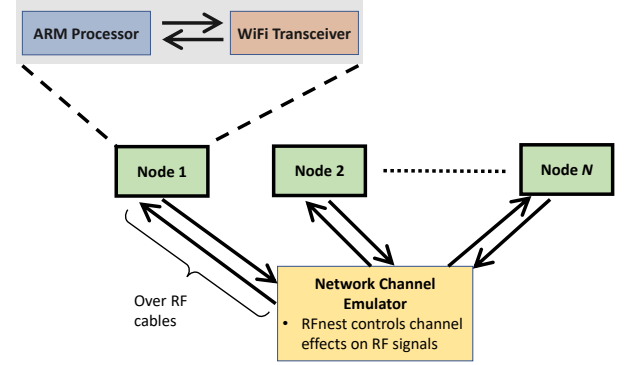 ARM Processor
WiFi Transceiver
Node 1
Node 2
Node N
Over RF
cables
Network Channel
Emulator
• RFnest controls channel
effects on RF signals